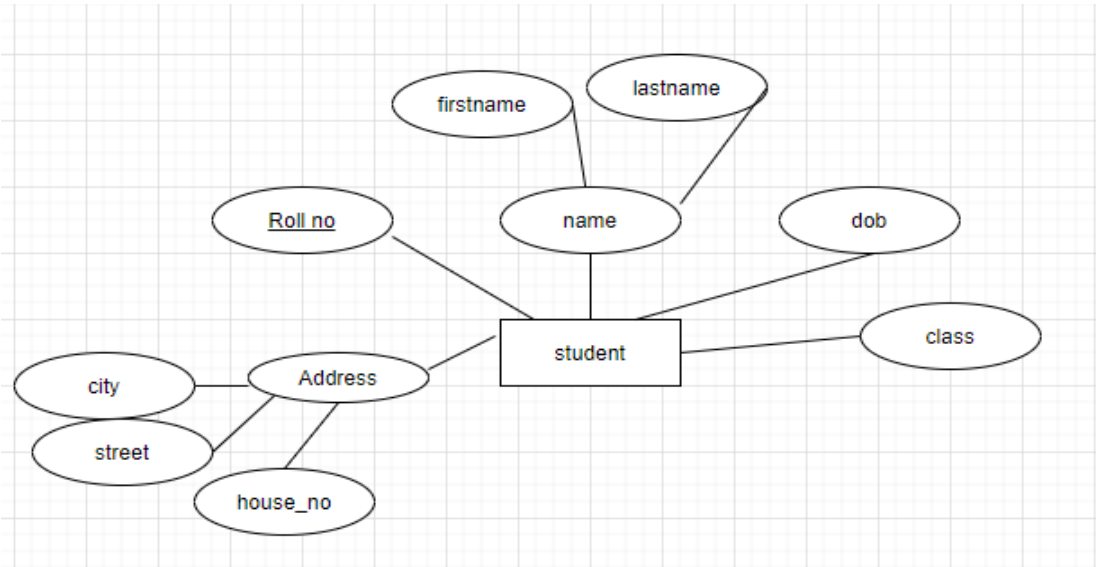 lastname
firstname
Roll no
name
dob
class
student
Address
city
street
house_no